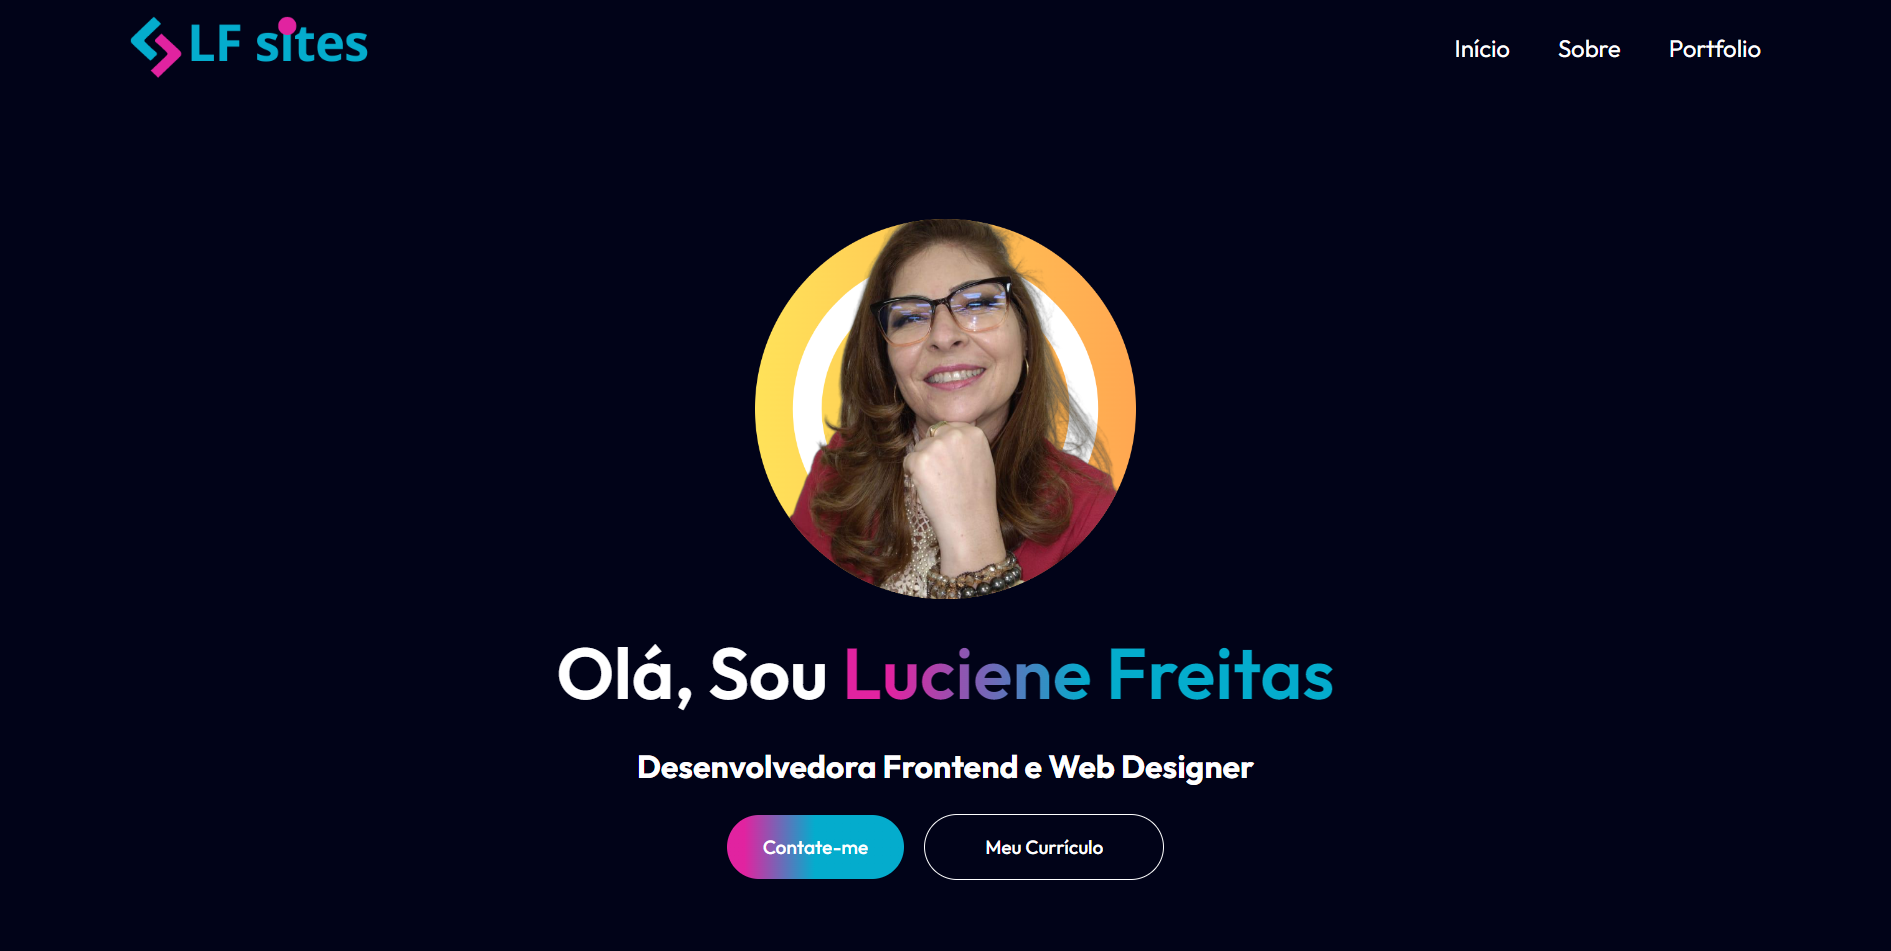 LF sites
Início
Sobre
Portfolio
Olá, Sou Luciene Freitas
Desenvolvedora Frontend e Web Designer
Contate-me
Meu Currículo